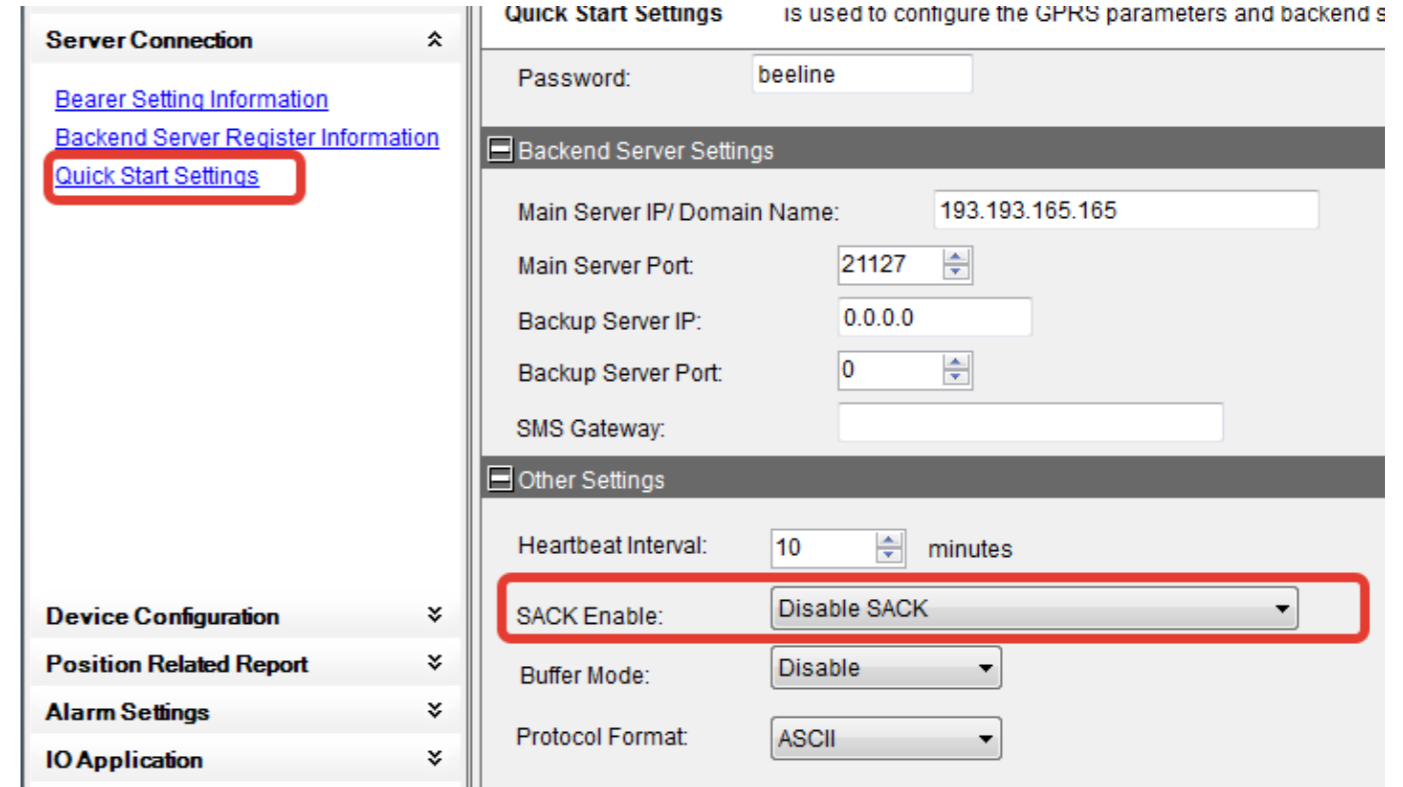 Quick Start Settings is used to configure the GPRS parameters and backend s
Server Connection
Bearer Setting Information
Backend Server Register Information
Quick Start Settings
Device Configuration
Position Related Report
Alarm Settings
IO Application
Password: beeline
Backend Server Settings
Main Server IP/ Domain Name: 193.193.165.165
Main Server Port: 21127
Backup Server IP: 0.0.0.0
Backup Server Port: 0
SMS Gateway:
Other Settings
Heartbeat Interval: 10 minutes
SACK Enable: Disable SACK
Buffer Mode: Disable
Protocol Format: ASCII